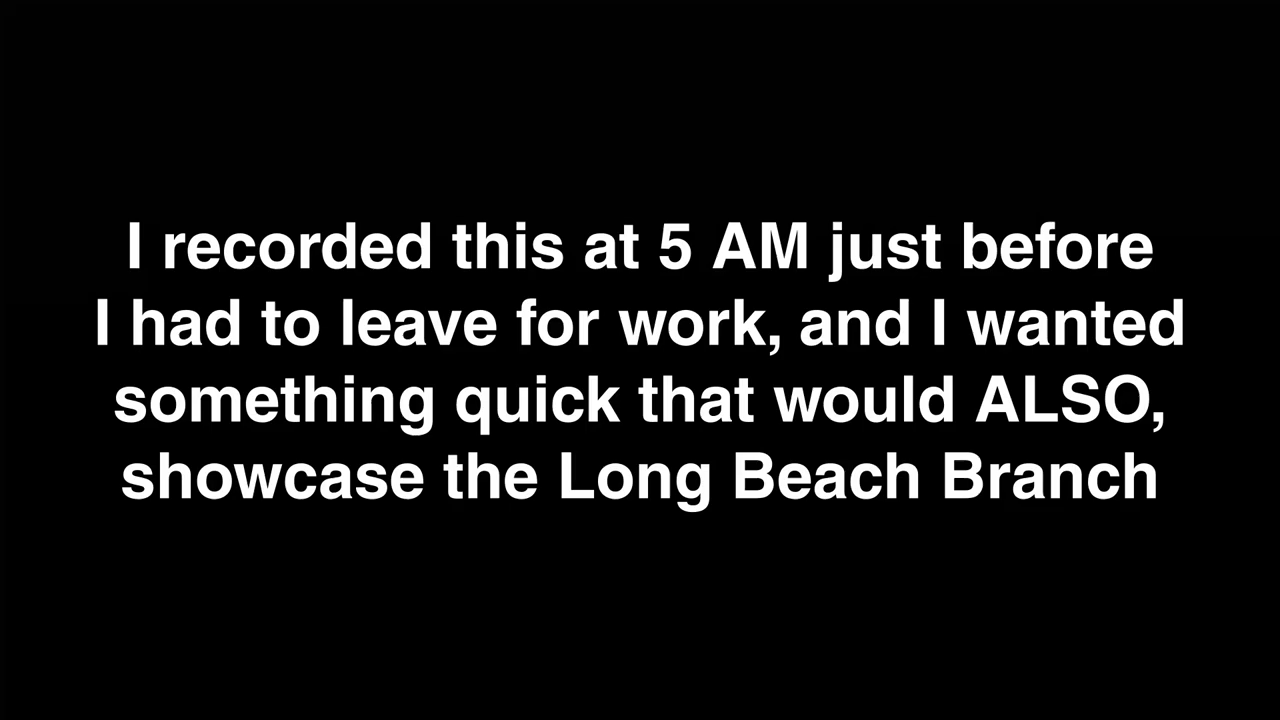 I recorded this at 5 AM just before
I had to leave for work, and I wanted
something quick that would ALSO,
showcase the Long Beach Branch